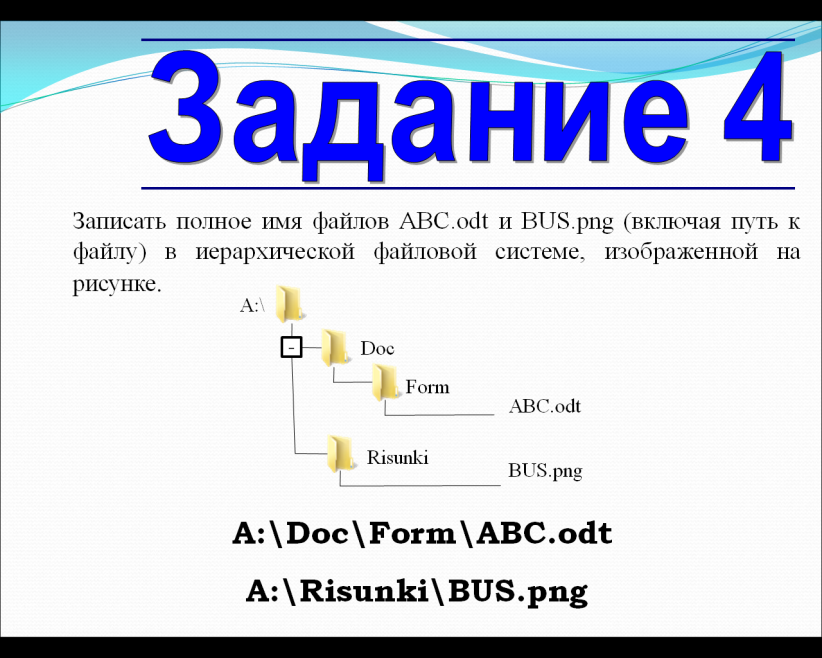 Задание 4
Записать полное имя файлов ABC.odt и BUS.png (включая путь к
файлу) в иерархической файловой системе, изображенной на
рисунке.
A:\
- Doc
Form
ABC.odt
Risunki
BUS.png
A:\Doc\Form\ABC.odt
A:\Risunki\BUS.png